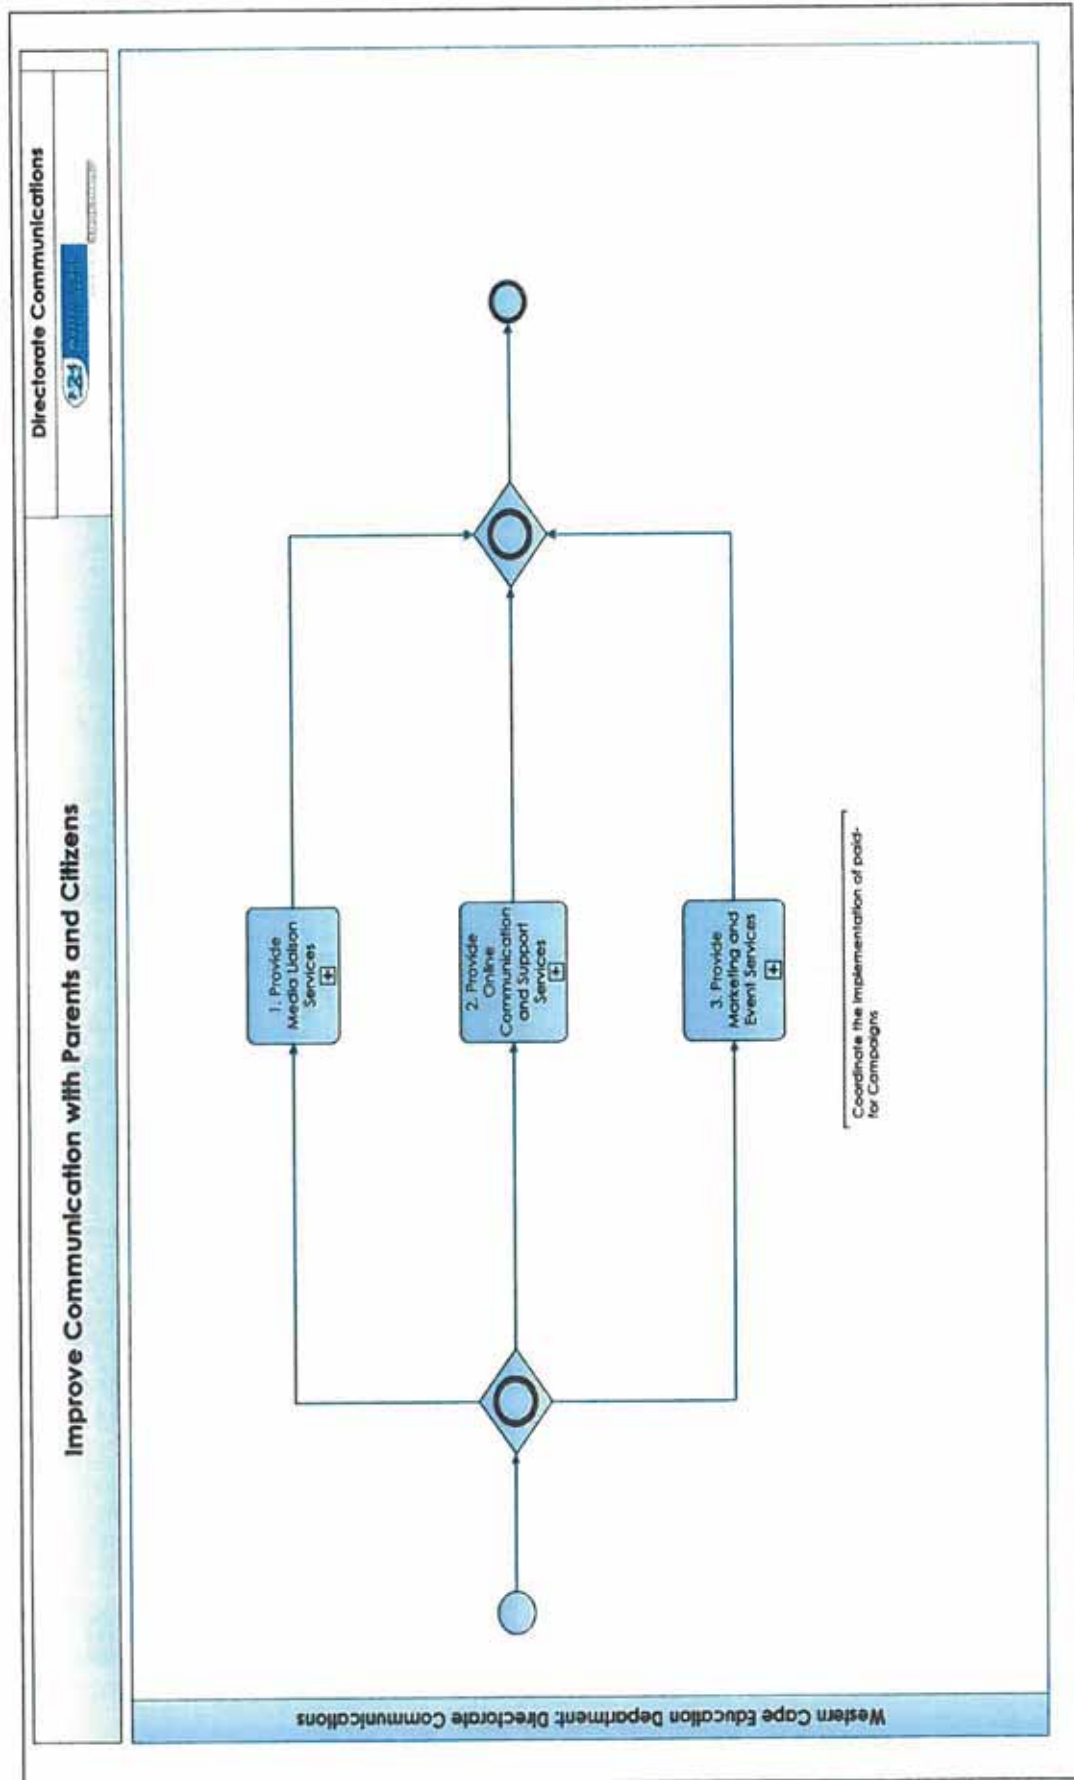 Improve Communication with Parents and Citizens
Directorate Communications
Western Cape Education Department: Directorate Communications
1. Provide
Media Liaison
Services
2. Provide
Online
Communication
and Support
Services
3. Provide
Marketing and
Event Services
Coordinate the Implementation of paid-
for Campaigns